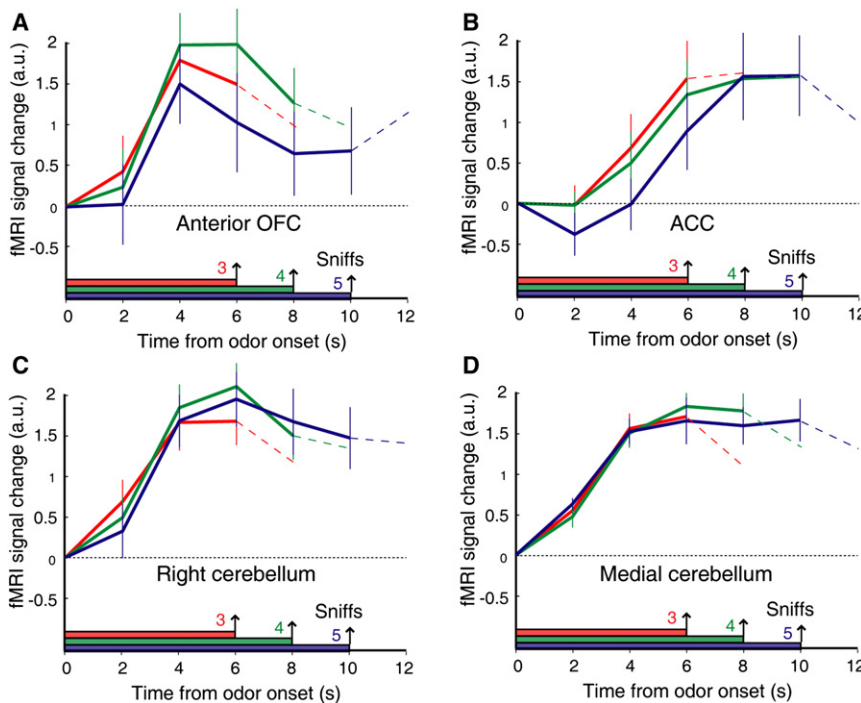 A
fMRI signal change (a.u.)
2
1.5
1
0.5
0
-0.5
Anterior OFC
Sniffs
3
4
5
0 2 4 6 8 10 12
Time from odor onset (s)
B
fMRI signal change (a.u.)
2
1.5
1
0.5
0
-0.5
ACC
Sniffs
3
4
5
0 2 4 6 8 10 12
Time from odor onset (s)
C
fMRI signal change (a.u.)
2
1.5
1
0.5
0
-0.5
Right cerebellum
Sniffs
3
4
5
0 2 4 6 8 10 12
Time from odor onset (s)
D
fMRI signal change (a.u.)
2
1.5
1
0.5
0
-0.5
Medial cerebellum
Sniffs
3
4
5
0 2 4 6 8 10 12
Time from odor onset (s)